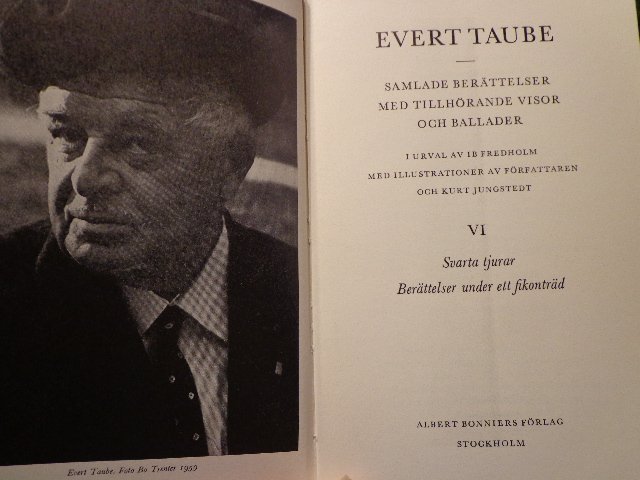 Evert Taube, Foto Bo Trenter 1959
EVERT TAUBE
SAMLADE BERÄTTELSER
MED TILLHÖRANDE VISOR
OCH BALLADER
I URVAL AV IB FREDHOLM
MED ILLUSTRATIONER AV FÖRFATTAREN
OCH KURT JUNGSTEDT
VI
Svarta tjurar
Berättelser under ett fikonträd
ALBERT BONNIERS FÖRLAG
STOCKHOLM